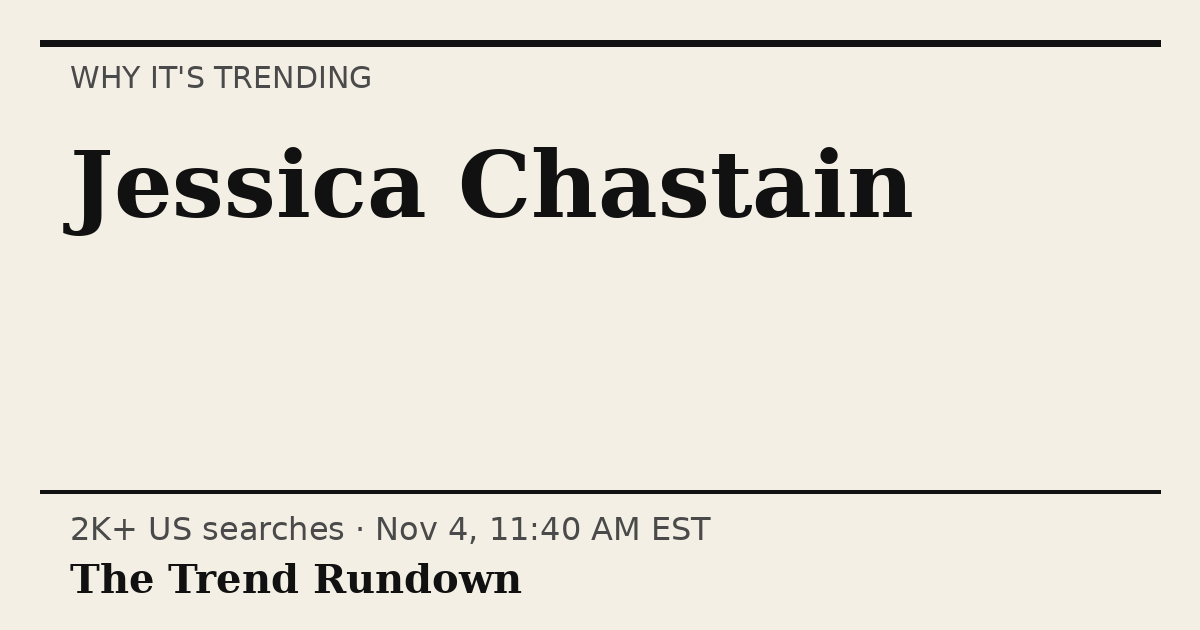 WHY IT'S TRENDING
Jessica Chastain
2K+ US searches · Nov 4, 11:40 AM EST
The Trend Rundown